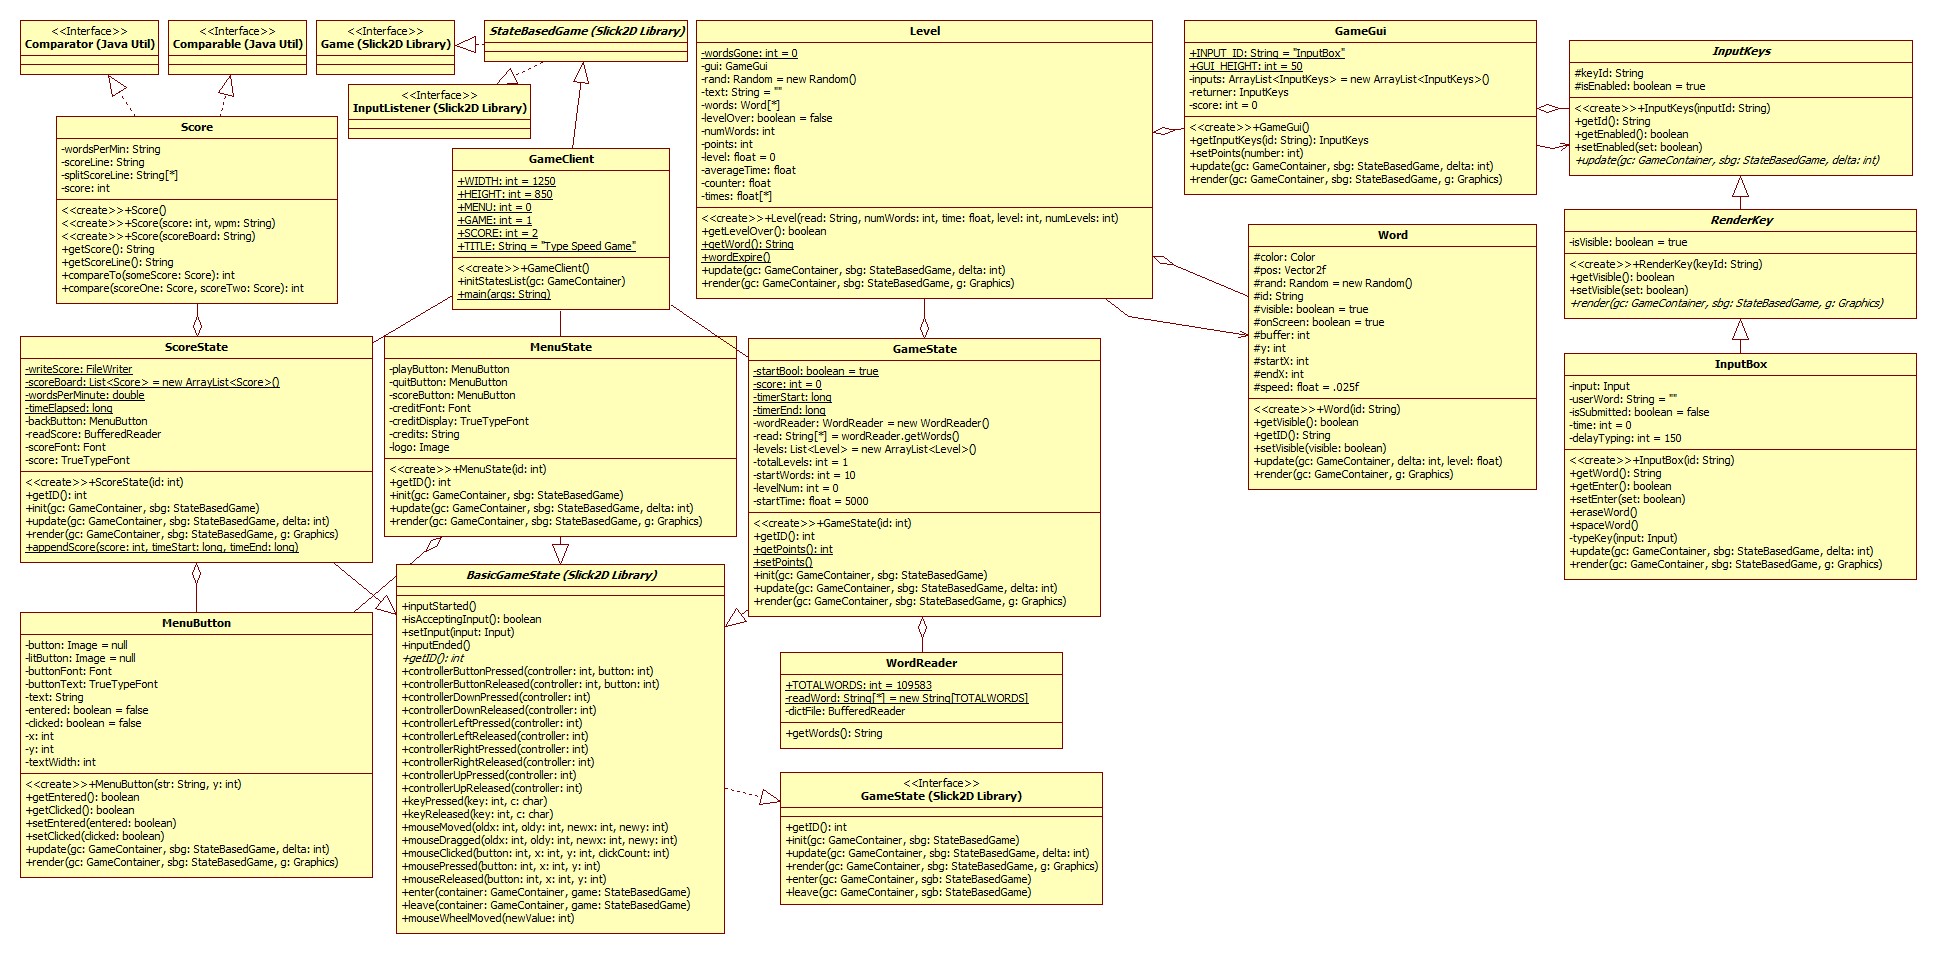 <<Interface>>
Comparator (Java Util)
<<Interface>>
Comparable (Java Util)
<<Interface>>
Game (Slick2D Library)
StateBasedGame (Slick2D Library)
<<Interface>>
InputListener (Slick2D Library)
Score
-wordsPerMin: String
-scoreLine: String
-splitScoreLine: String[*]
-score: int
<<create>>+Score()
<<create>>+Score(score: int, wpm: String)
<<create>>+Score(scoreBoard: String)
+getScore(): String
+getScoreLine(): String
+compareTo(someScore: Score): int
+compare(scoreOne: Score, scoreTwo: Score): int
GameClient
+WIDTH: int = 1250
+HEIGHT: int = 850
+MENU: int = 0
+GAME: int = 1
+SCORE: int = 2
+TITLE: String = "Type Speed Game"
<<create>>+GameClient()
+initStatesList(gc: GameContainer)
+main(args: String)
Level
-wordsGone: int = 0
-gui: GameGui
-rand: Random = new Random()
-text: String = ""
-words: Word[*]
-levelOver: boolean = false
-numWords: int
-points: int
-level: float = 0
-averageTime: float
-counter: float
-times: float[*]
<<create>>+Level(read: String, numWords: int, time: float, level: int, numLevels: int)
+getLevelOver(): boolean
+getWord(): String
+wordExpire()
+update(gc: GameContainer, sbg: StateBasedGame, delta: int)
+render(gc: GameContainer, sbg: StateBasedGame, g: Graphics)
GameGui
+INPUT_ID: String = "InputBox"
+GUI_HEIGHT: int = 50
-inputs: ArrayList<InputKeys> = new ArrayList<InputKeys>()
-returner: InputKeys
-score: int = 0
<<create>>+GameGui()
+getInputKeys(id: String): InputKeys
+setPoints(number: int)
+update(gc: GameContainer, sbg: StateBasedGame, delta: int)
+render(gc: GameContainer, sbg: StateBasedGame, g: Graphics)
InputKeys
#keyId: String
#isEnabled: boolean = true
<<create>>+InputKeys(inputId: String)
+getId(): String
+getEnabled(): boolean
+setEnabled(set: boolean)
+update(gc: GameContainer, sbg: StateBasedGame, delta: int)
RenderKey
-isVisible: boolean = true
<<create>>+RenderKey(keyId: String)
+getVisible(): boolean
+setVisible(set: boolean)
+render(gc: GameContainer, sbg: StateBasedGame, g: Graphics)
Word
#color: Color
#pos: Vector2f
#rand: Random = new Random()
#id: String
#visible: boolean = true
#onScreen: boolean = true
#buffer: int
#y: int
#startX: int
#endX: int
#speed: float = .025f
<<create>>+Word(id: String)
+getVisible(): boolean
+getID(): String
+setVisible(visible: boolean)
+update(gc: GameContainer, delta: int, level: float)
+render(gc: GameContainer, g: Graphics)
InputBox
-input: Input
-userWord: String = ""
-isSubmitted: boolean = false
-time: int = 0
-delayTyping: int = 150
<<create>>+InputBox(id: String)
+getWord(): String
+getEnter(): boolean
+setEnter(set: boolean)
+eraseWord()
+spaceWord()
-typeKey(input: Input)
+update(gc: GameContainer, sbg: StateBasedGame, delta: int)
+render(gc: GameContainer, sbg: StateBasedGame, g: Graphics)
ScoreState
-writeScore: FileWriter
-scoreBoard: List<Score> = new ArrayList<Score>()
-wordsPerMinute: double
-timeElapsed: long
-backButton: MenuButton
-readScore: BufferedReader
-scoreFont: Font
-score: TrueTypeFont
<<create>>+ScoreState(id: int)
+getID(): int
+init(gc: GameContainer, sbg: StateBasedGame)
+update(gc: GameContainer, sbg: StateBasedGame, delta: int)
+render(gc: GameContainer, sbg: StateBasedGame, g: Graphics)
+appendScore(score: int, timeStart: long, timeEnd: long)
MenuState
-playButton: MenuButton
-quitButton: MenuButton
-scoreButton: MenuButton
-creditFont: Font
-creditDisplay: TrueTypeFont
-credits: String
-logo: Image
<<create>>+MenuState(id: int)
+getID(): int
+init(gc: GameContainer, sbg: StateBasedGame)
+update(gc: GameContainer, sbg: StateBasedGame, delta: int)
+render(gc: GameContainer, sbg: StateBasedGame, g: Graphics)
GameState
-startBool: boolean = true
-score: int = 0
-timerStart: long
-timerEnd: long
-wordReader: WordReader = new WordReader()
-read: String[*] = wordReader.getWords()
-levels: List<Level> = new ArrayList<Level>()
-totalLevels: int = 1
-startWords: int = 10
-levelNum: int = 0
-startTime: float = 5000
<<create>>+GameState(id: int)
+getID(): int
+getPoints(): int
+setPoints()
+init(gc: GameContainer, sbg: StateBasedGame)
+update(gc: GameContainer, sbg: StateBasedGame, delta: int)
+render(gc: GameContainer, sbg: StateBasedGame, g: Graphics)
MenuButton
-button: Image = null
-litButton: Image = null
-buttonFont: Font
-buttonText: TrueTypeFont
-text: String
-entered: boolean = false
-clicked: boolean = false
-x: int
-y: int
-textWidth: int
<<create>>+MenuButton(str: String, y: int)
+getEntered(): boolean
+getClicked(): boolean
+setEntered(entered: boolean)
+setClicked(clicked: boolean)
+update(gc: GameContainer, sbg: StateBasedGame, delta: int)
+render(gc: GameContainer, sbg: StateBasedGame, g: Graphics)
BasicGameState (Slick2D Library)
+inputStarted()
+isAcceptingInput(): boolean
+setInput(input: Input)
+inputEnded()
+getID(): int
+controllerButtonPressed(controller: int, button: int)
+controllerButtonReleased(controller: int, button: int)
+controllerDownPressed(controller: int)
+controllerDownReleased(controller: int)
+controllerLeftPressed(controller: int)
+controllerLeftReleased(controller: int)
+controllerRightPressed(controller: int)
+controllerRightReleased(controller: int)
+controllerUpPressed(controller: int)
+controllerUpReleased(controller: int)
+keyPressed(key: int, c: char)
+keyReleased(key: int, c: char)
+mouseMoved(oldx: int, oldy: int, newx: int, newy: int)
+mouseDragged(oldx: int, oldy: int, newx: int, newy: int)
+mouseClicked(button: int, x: int, y: int, clickCount: int)
+mousePressed(button: int, x: int, y: int)
+mouseReleased(button: int, x: int, y: int)
+enter(container: GameContainer, game: StateBasedGame)
+leave(container: GameContainer, game: StateBasedGame)
+mouseWheelMoved(newValue: int)
WordReader
+TOTALWORDS: int = 109583
-readWord: String[*] = new String[TOTALWORDS]
-dictFile: BufferedReader
+getWords(): String
<<Interface>>
GameState (Slick2D Library)
+getID(): int
+init(gc: GameContainer, sbg: StateBasedGame)
+update(gc: GameContainer, sbg: StateBasedGame, delta: int)
+render(gc: GameContainer, sbg: StateBasedGame, g: Graphics)
+enter(gc: GameContainer, sgb: StateBasedGame)
+leave(gc: GameContainer, sgb: StateBasedGame)